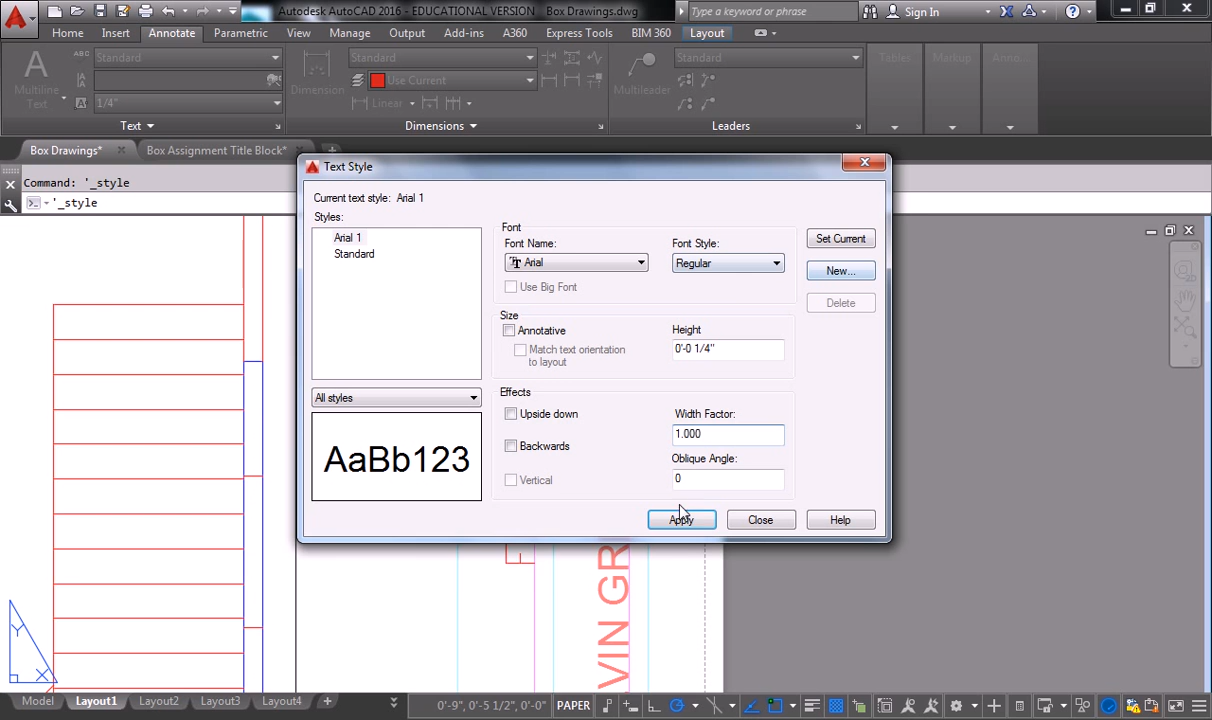 Autodesk AutoCAD 2016 - EDUCATIONAL VERSION Box Drawings.dwg
Type a keyword or phrase
Sign In
Home Insert Annotate Parametric View Manage Output Add-ins A360 Express Tools BIM 360 Layout
ABC Standard Standard Standard
Use Current
1/4"
Multiline
Text
Dimension
Linear
Multileader
Tables
Markup
Anno...
Text Dimensions Leaders
Box Drawings* Box Assignment Title Block*
Command: '_style
'_style
Text Style
Current text style: Arial 1
Styles:
Arial 1
Standard
All styles
AaBb123
Font
Font Name: Font Style:
Arial Regular
Use Big Font
Size
Annotative
Match text orientation
to layout
Height
0'-0 1/4"
Effects
Upside down
Backwards
Vertical
Width Factor:
1.000
Oblique Angle:
0
Set Current
New...
Delete
Apply Close Help
VIN GR
Y
X
Model Layout1 Layout2 Layout3 Layout4
0'-9", 0'-5 1/2", 0'-0" PAPER